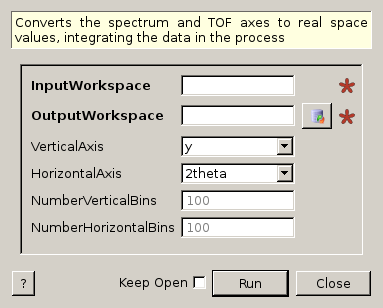 Converts the spectrum and TOF axes to real space
values, integrating the data in the process
InputWorkspace
OutputWorkspace
VerticalAxis y
HorizontalAxis 2theta
NumberVerticalBins 100
NumberHorizontalBins 100
? Keep Open Run Close